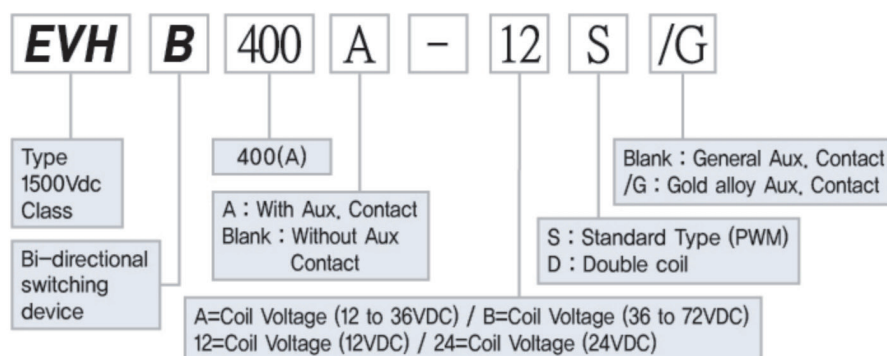 EVH B 400 A - 12 S /G
Type
1500Vdc
Class
Bi-directional
switching
device
400(A)
A : With Aux. Contact
Blank : Without Aux
Contact
Blank : General Aux. Contact
/G : Gold alloy Aux. Contact
S : Standard Type (PWM)
D : Double coil
A=Coil Voltage (12 to 36VDC) / B=Coil Voltage (36 to 72VDC)
12=Coil Voltage (12VDC) / 24=Coil Voltage (24VDC)